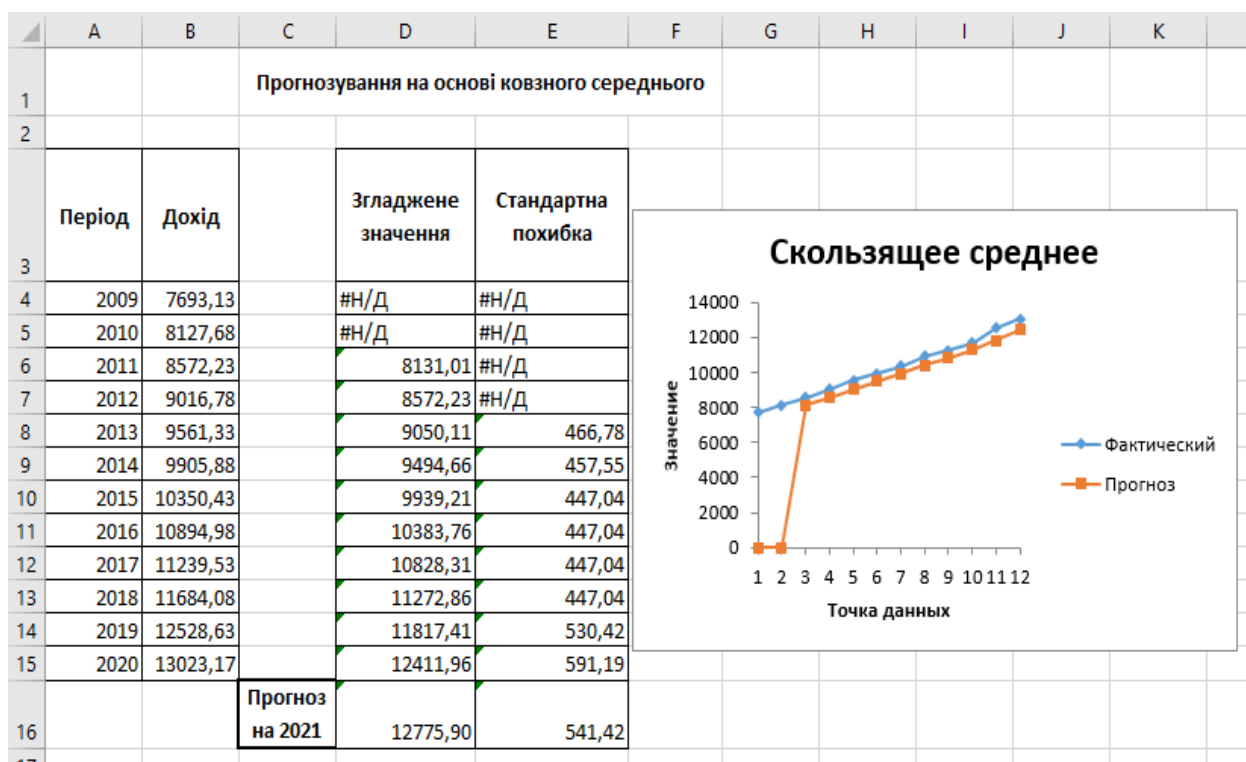 A B C D E F G H I J K
1 Прогнозування на основі ковзного середнього
2
3 Період Дохід Згладжене значення Стандартна похибка
4 2009 7693,13 #Н/Д #Н/Д
5 2010 8127,68 #Н/Д #Н/Д
6 2011 8572,23 8131,01 #Н/Д
7 2012 9016,78 8572,23 #Н/Д
8 2013 9561,33 9050,11 466,78
9 2014 9905,88 9494,66 457,55
10 2015 10350,43 9939,21 447,04
11 2016 10894,98 10383,76 447,04
12 2017 11239,53 10828,31 447,04
13 2018 11684,08 11272,86 447,04
14 2019 12528,63 11817,41 530,42
15 2020 13023,17 12411,96 591,19
16 Прогноз на 2021 12775,90 541,42
Скользящее среднее
Значение
14000
12000
10000
8000
6000
4000
2000
0
1 2 3 4 5 6 7 8 9 10 11 12
Точка данных
Фактический
Прогноз